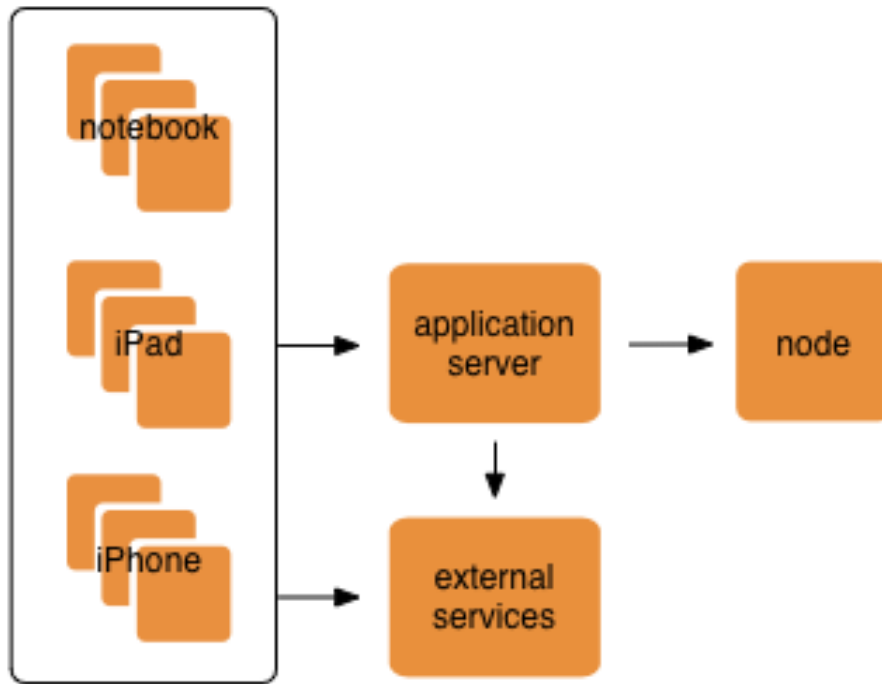 notebook
iPad
iPhone
application
server
node
external
services